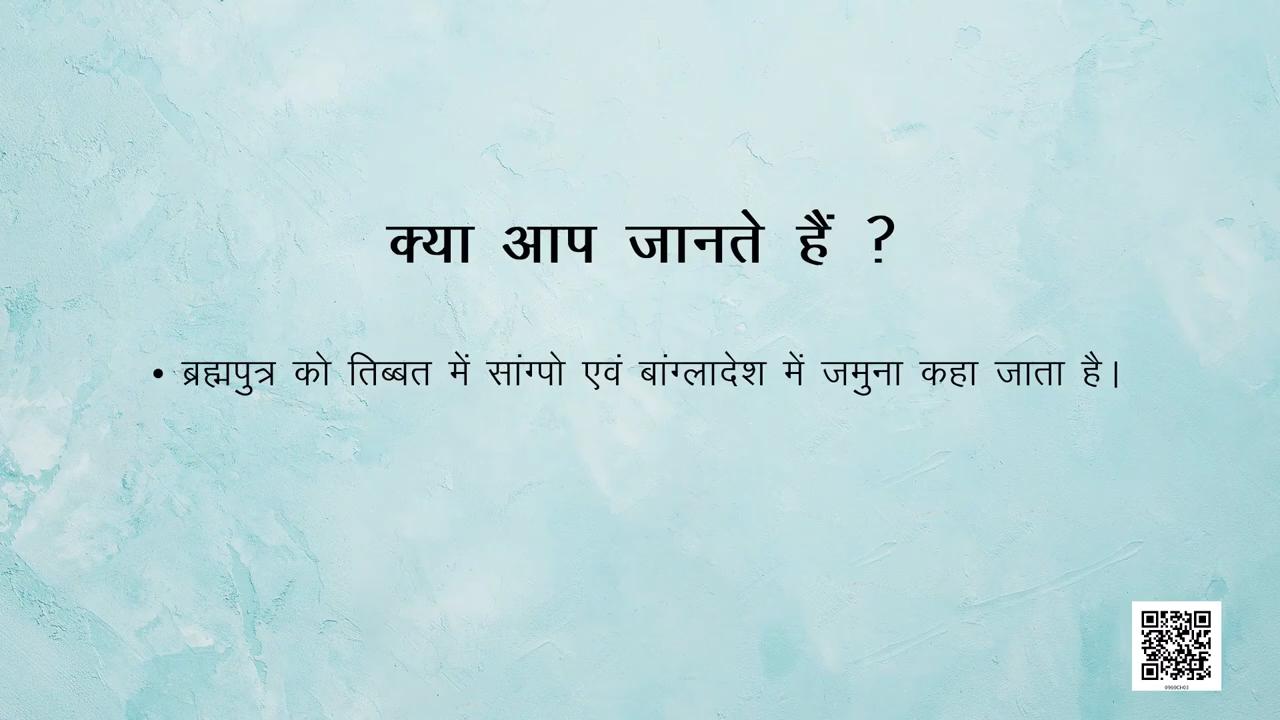 क्या आप जानते हैं ?
• ब्रह्मपुत्र को तिब्बत में सांग्पो एवं बांग्लादेश में जमुना कहा जाता है।